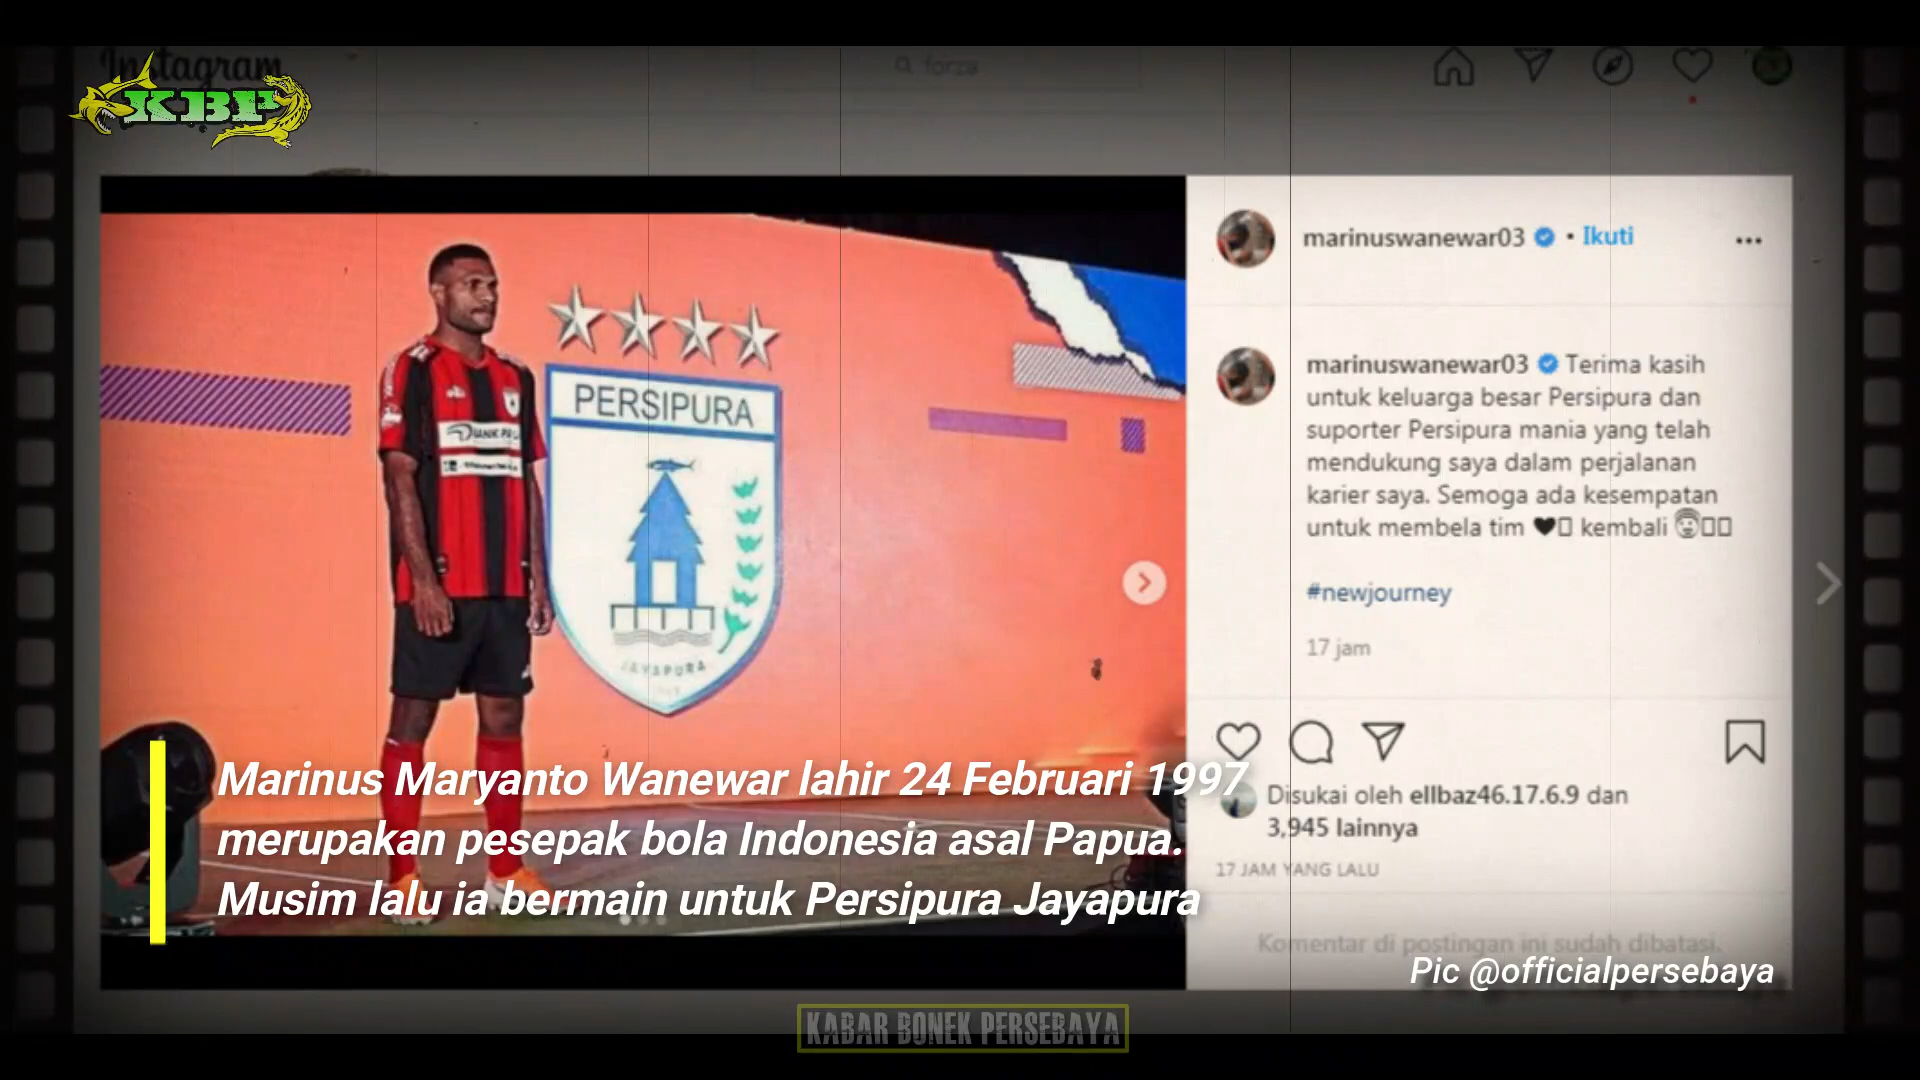 Instagram
forza
KBP
marinuswanewar03 • Ikuti
marinuswanewar03 Terima kasih
untuk keluarga besar Persipura dan
suporter Persipura mania yang telah
mendukung saya dalam perjalanan
karier saya. Semoga ada kesempatan
untuk membela tim 🖤 kembali 😇
#newjourney
17 jam
PERSIPURA
JAYAPURA
Disukai oleh ellbaz46.17.6.9 dan
3,945 lainnya
17 JAM YANG LALU
Komentar di postingan ini sudah dibatasi.
Marinus Maryanto Wanewar lahir 24 Februari 1997
merupakan pesepak bola Indonesia asal Papua.
Musim lalu ia bermain untuk Persipura Jayapura
Pic @officialpersebaya
KABAR BONEK PERSEBAYA